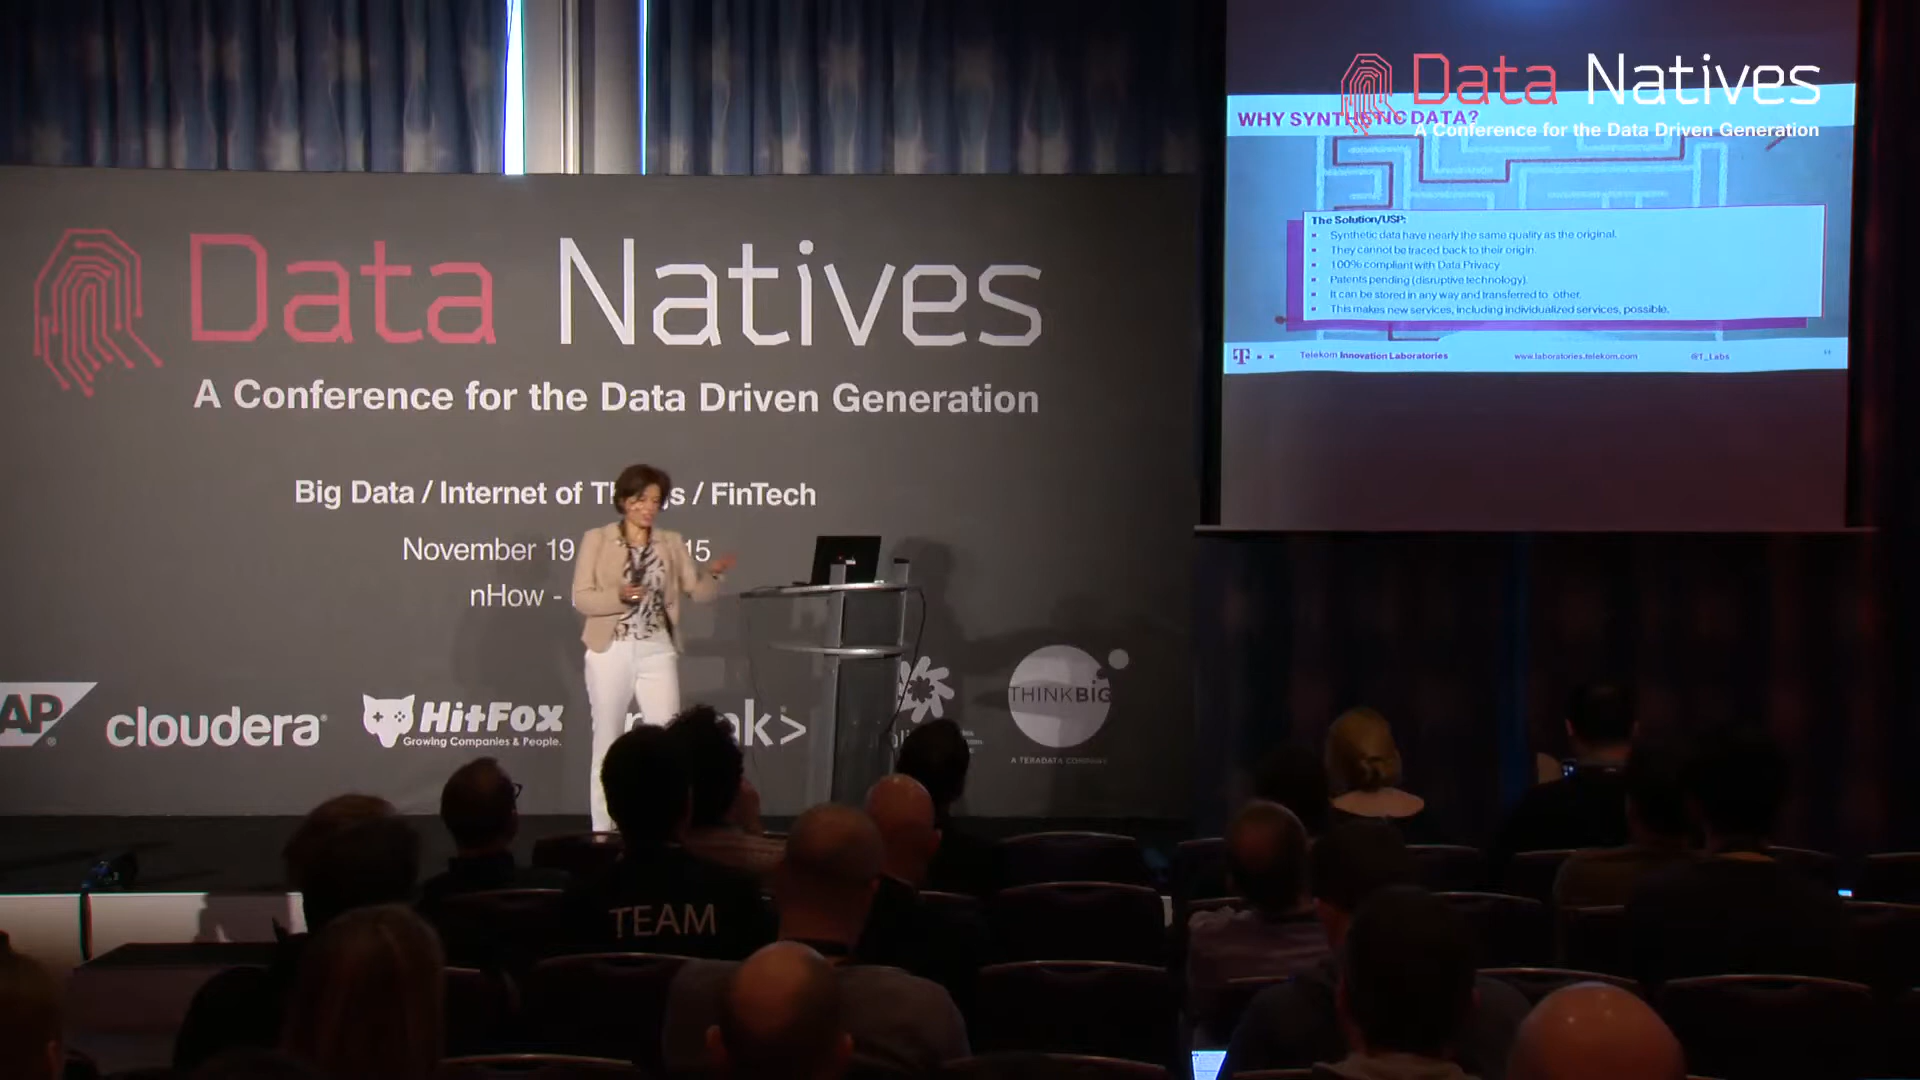 Data Natives
A Conference for the Data Driven Generation
Big Data / Internet of Th s / FinTech
November 19 15
nHow -
AP
cloudera
HitFox
Growing Companies & People.
THINKBiG
A TERADATA COMPANY
TEAM
Data Natives
A Conference for the Data Driven Generation
WHY SYNTHETIC DATA?
The Solution/USP:
Synthetic data have nearly the same quality as the original.
They cannot be traced back to their origin.
100% compliant with Data Privacy
Patents pending (disruptive technology).
It can be stored in any way and transferred to other.
This makes new services, including individualized services, possible.
T
Telekom Innovation Laboratories
www.laboratories.telekom.com
@T_Labs